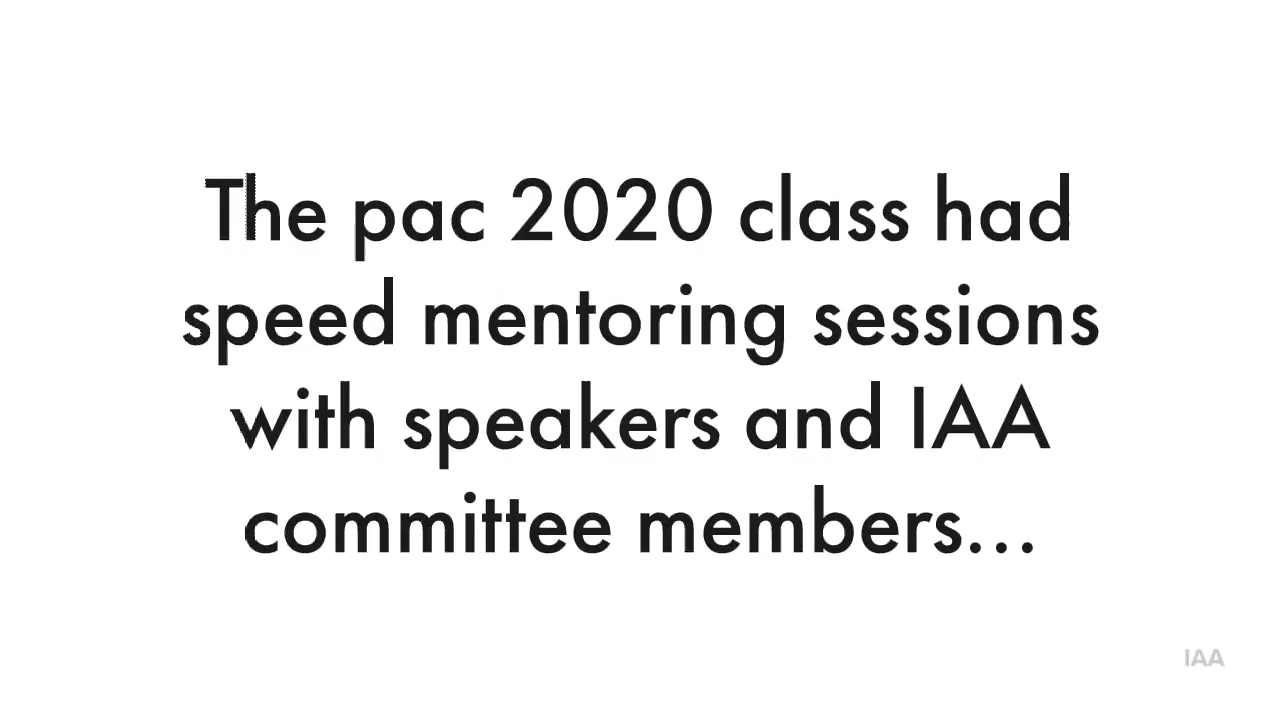 The pac 2020 class had
speed mentoring sessions
with speakers and IAA
committee members...
IAA